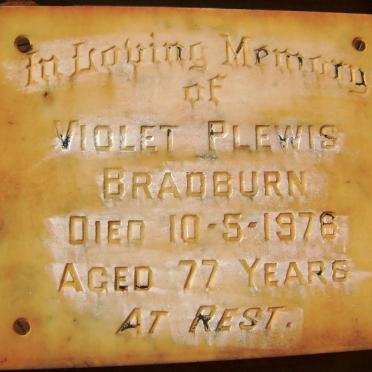 In Loving Memory
of
VIOLET PLEWIS
BRADBURN
DIED 10-5-1976
AGED 77 YEARS
AT REST.